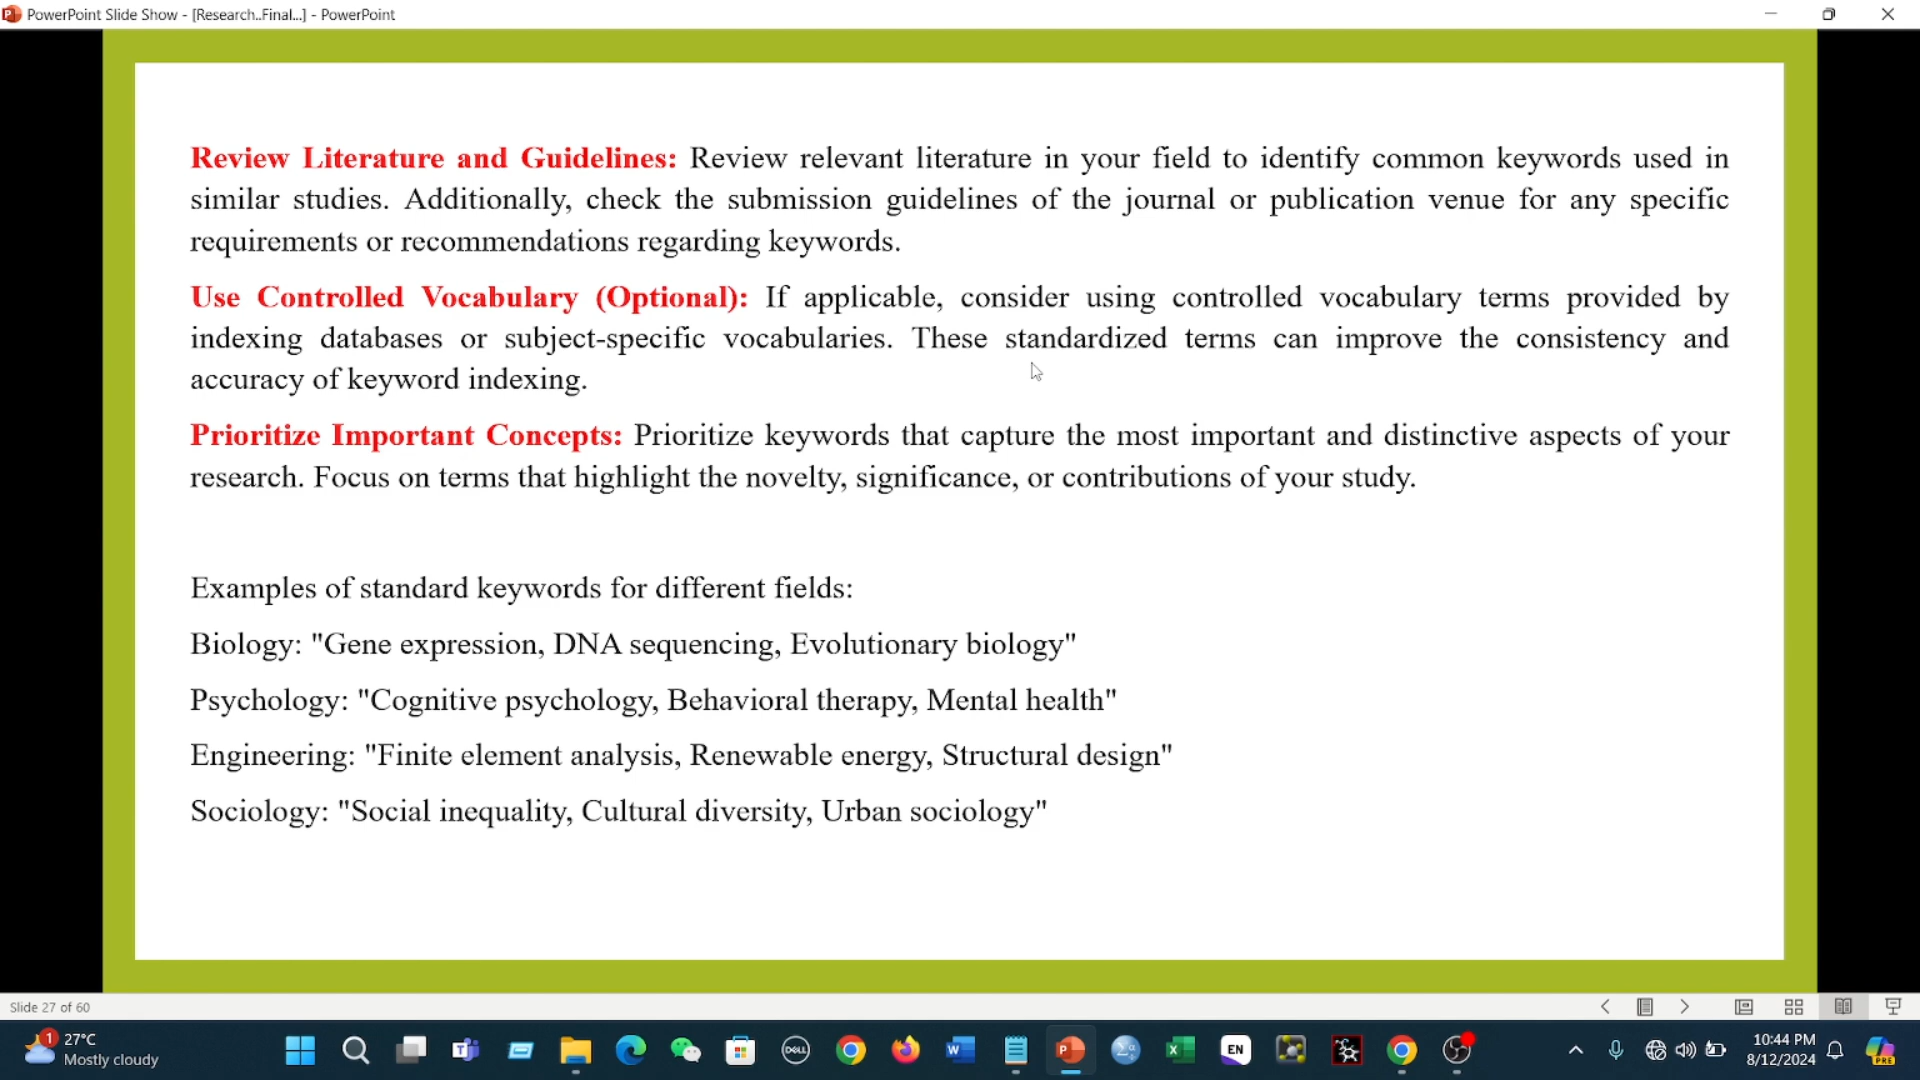 PowerPoint Slide Show - [Research..Final...] - PowerPoint
Review Literature and Guidelines: Review relevant literature in your field to identify common keywords used in
similar studies. Additionally, check the submission guidelines of the journal or publication venue for any specific
requirements or recommendations regarding keywords.
Use Controlled Vocabulary (Optional): If applicable, consider using controlled vocabulary terms provided by
indexing databases or subject-specific vocabularies. These standardized terms can improve the consistency and
accuracy of keyword indexing.
Prioritize Important Concepts: Prioritize keywords that capture the most important and distinctive aspects of your
research. Focus on terms that highlight the novelty, significance, or contributions of your study.
Examples of standard keywords for different fields:
Biology: "Gene expression, DNA sequencing, Evolutionary biology"
Psychology: "Cognitive psychology, Behavioral therapy, Mental health"
Engineering: "Finite element analysis, Renewable energy, Structural design"
Sociology: "Social inequality, Cultural diversity, Urban sociology"
Slide 27 of 60
1
27°C
Mostly cloudy
DELL
EN
10:44 PM
8/12/2024
PRE